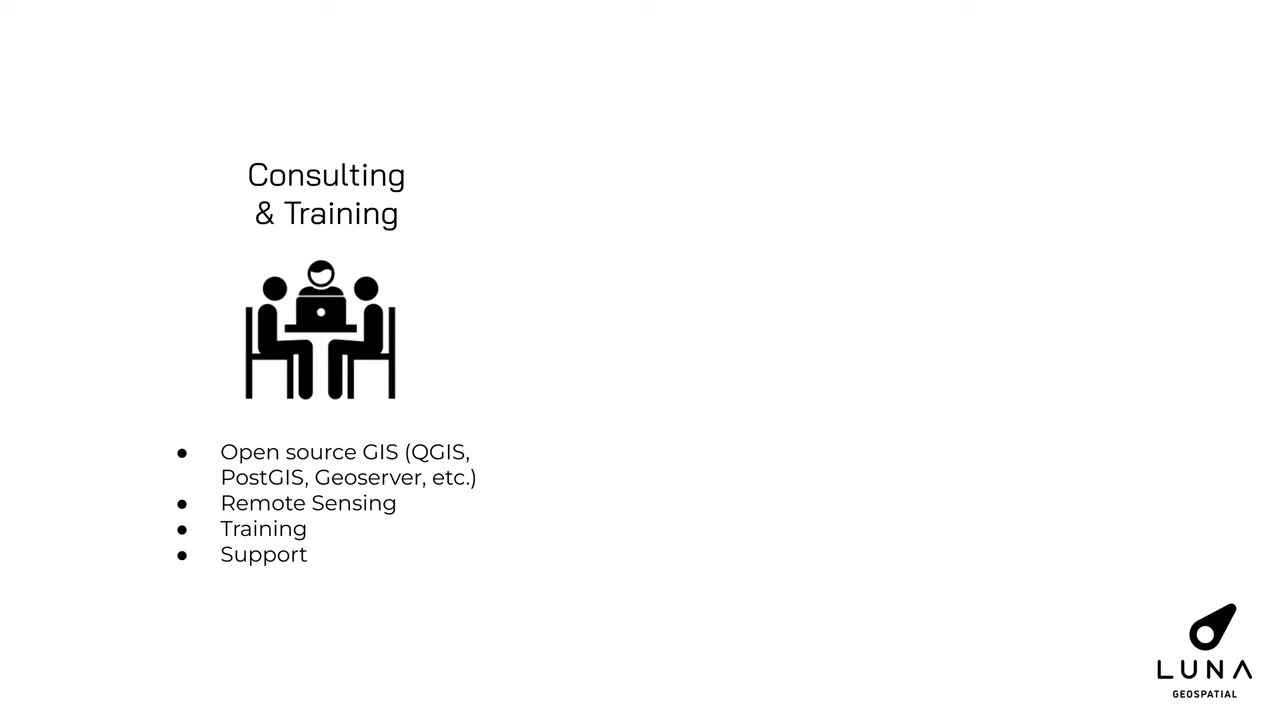 Consulting
& Training
● Open source GIS (QGIS,
PostGIS, Geoserver, etc.)
● Remote Sensing
● Training
● Support
LUNA
GEOSPATIAL